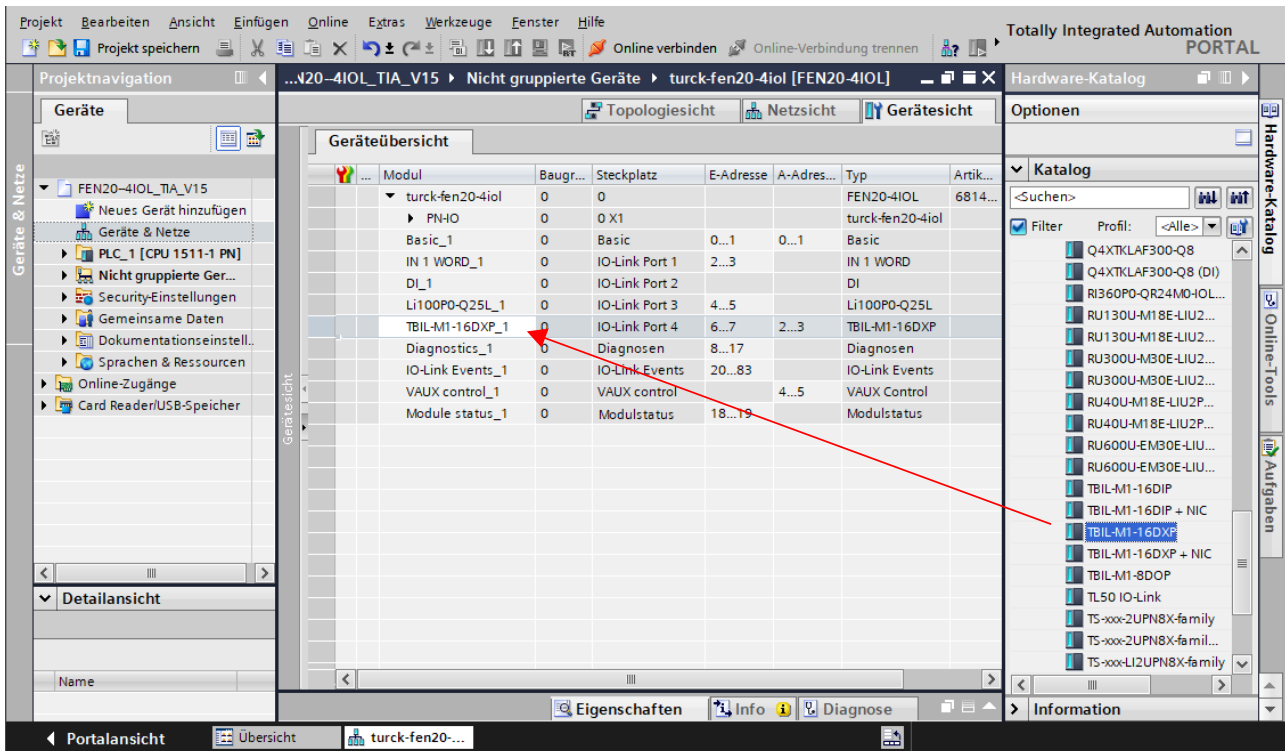 Projekt Bearbeiten Ansicht Einfügen Online Extras Werkzeuge Fenster Hilfe
Totally Integrated Automation
PORTAL
Projekt speichern
Online verbinden
Online-Verbindung trennen
Projektnavigation
...V20--4IOL_TIA_V15 Nicht gruppierte Geräte turck-fen20-4iol [FEN20-4IOL]
Hardware-Katalog
Geräte
Topologiesicht Netzsicht Gerätesicht
Optionen
Geräteübersicht
... Modul Baugr... Steckplatz E-Adresse A-Adres... Typ Artik...
turck-fen20-4iol 0 0 FEN20-4IOL 6814...
PN-IO 0 0 X1 turck-fen20-4iol
Basic_1 0 Basic 0...1 0...1 Basic
IN 1 WORD_1 0 IO-Link Port 1 2...3 IN 1 WORD
DI_1 0 IO-Link Port 2 DI
Li100P0-Q25L_1 0 IO-Link Port 3 4...5 Li100P0-Q25L
TBIL-M1-16DXP_1 0 IO-Link Port 4 6...7 2...3 TBIL-M1-16DXP
Diagnostics_1 0 Diagnosen 8...17 Diagnosen
IO-Link Events_1 0 IO-Link Events 20...83 IO-Link Events
VAUX control_1 0 VAUX control 4...5 VAUX Control
Module status_1 0 Modulstatus 18...19 Modulstatus
FEN20--4IOL_TIA_V15
Neues Gerät hinzufügen
Geräte & Netze
PLC_1 [CPU 1511-1 PN]
Nicht gruppierte Ger...
Security-Einstellungen
Gemeinsame Daten
Dokumentationseinstell..
Sprachen & Ressourcen
Online-Zugänge
Card Reader/USB-Speicher
Detailansicht
Name
Geräte & Netze
Gerätesicht
Katalog
<Suchen>
Filter Profil: <Alle>
Q4XTKLAF300-Q8
Q4XTKLAF300-Q8 (DI)
RI360P0-QR24M0-IOL...
RU130U-M18E-LIU2...
RU130U-M18E-LIU2...
RU300U-M30E-LIU2...
RU300U-M30E-LIU2...
RU40U-M18E-LIU2P...
RU40U-M18E-LIU2P...
RU600U-EM30E-LIU...
RU600U-EM30E-LIU...
TBIL-M1-16DIP
TBIL-M1-16DIP + NIC
TBIL-M1-16DXP
TBIL-M1-16DXP + NIC
TBIL-M1-8DOP
TL50 IO-Link
TS-xxx-2UPN8X-family
TS-xxx-2UPN8X-famil...
TS-xxx-LI2UPN8X-family
Information
Hardware-Katalog
Online-Tools
Aufgaben
Eigenschaften Info Diagnose
Portalansicht Übersicht turck-fen20-...